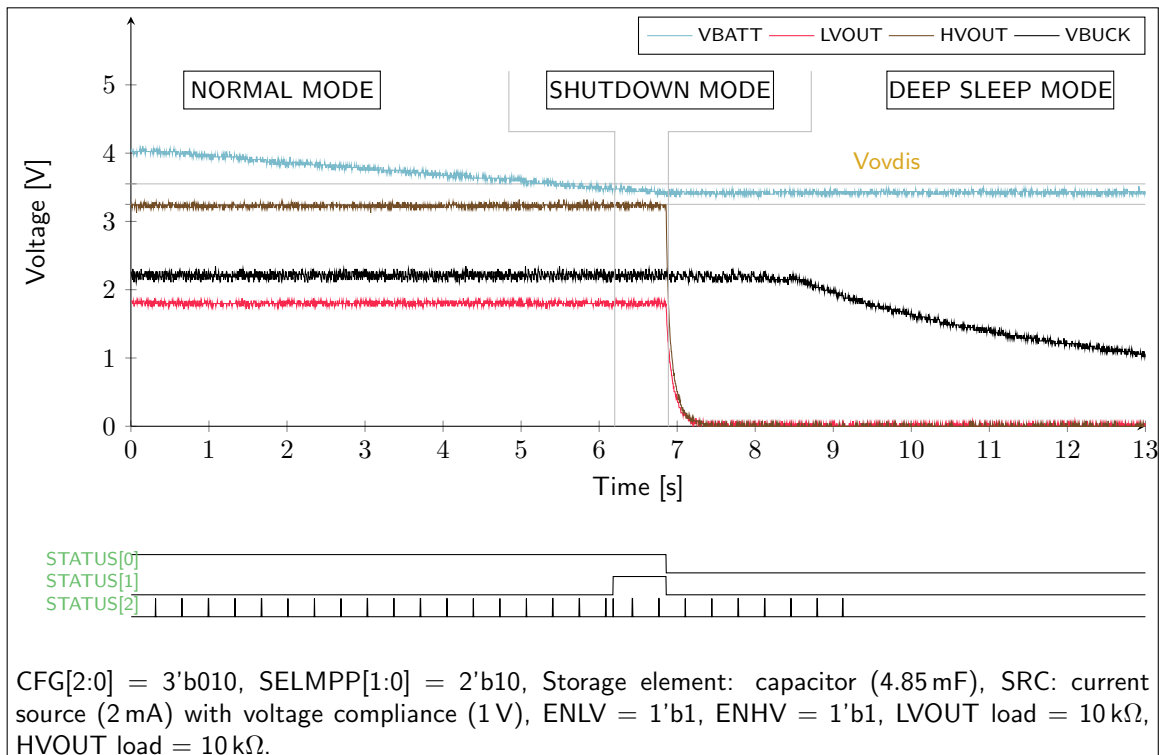 VBATT LVOUT HVOUT VBUCK
NORMAL MODE SHUTDOWN MODE DEEP SLEEP MODE
Vovdis
Voltage [V]
5
4
3
2
1
0
0 1 2 3 4 5 6 7 8 9 10 11 12 13
Time [s]
STATUS[0]
STATUS[1]
STATUS[2]
CFG[2:0] = 3'b010, SELMPP[1:0] = 2'b10, Storage element: capacitor (4.85 mF), SRC: current
source (2 mA) with voltage compliance (1 V), ENLV = 1'b1, ENHV = 1'b1, LVOUT load = 10 kΩ,
HVOUT load = 10 kΩ.